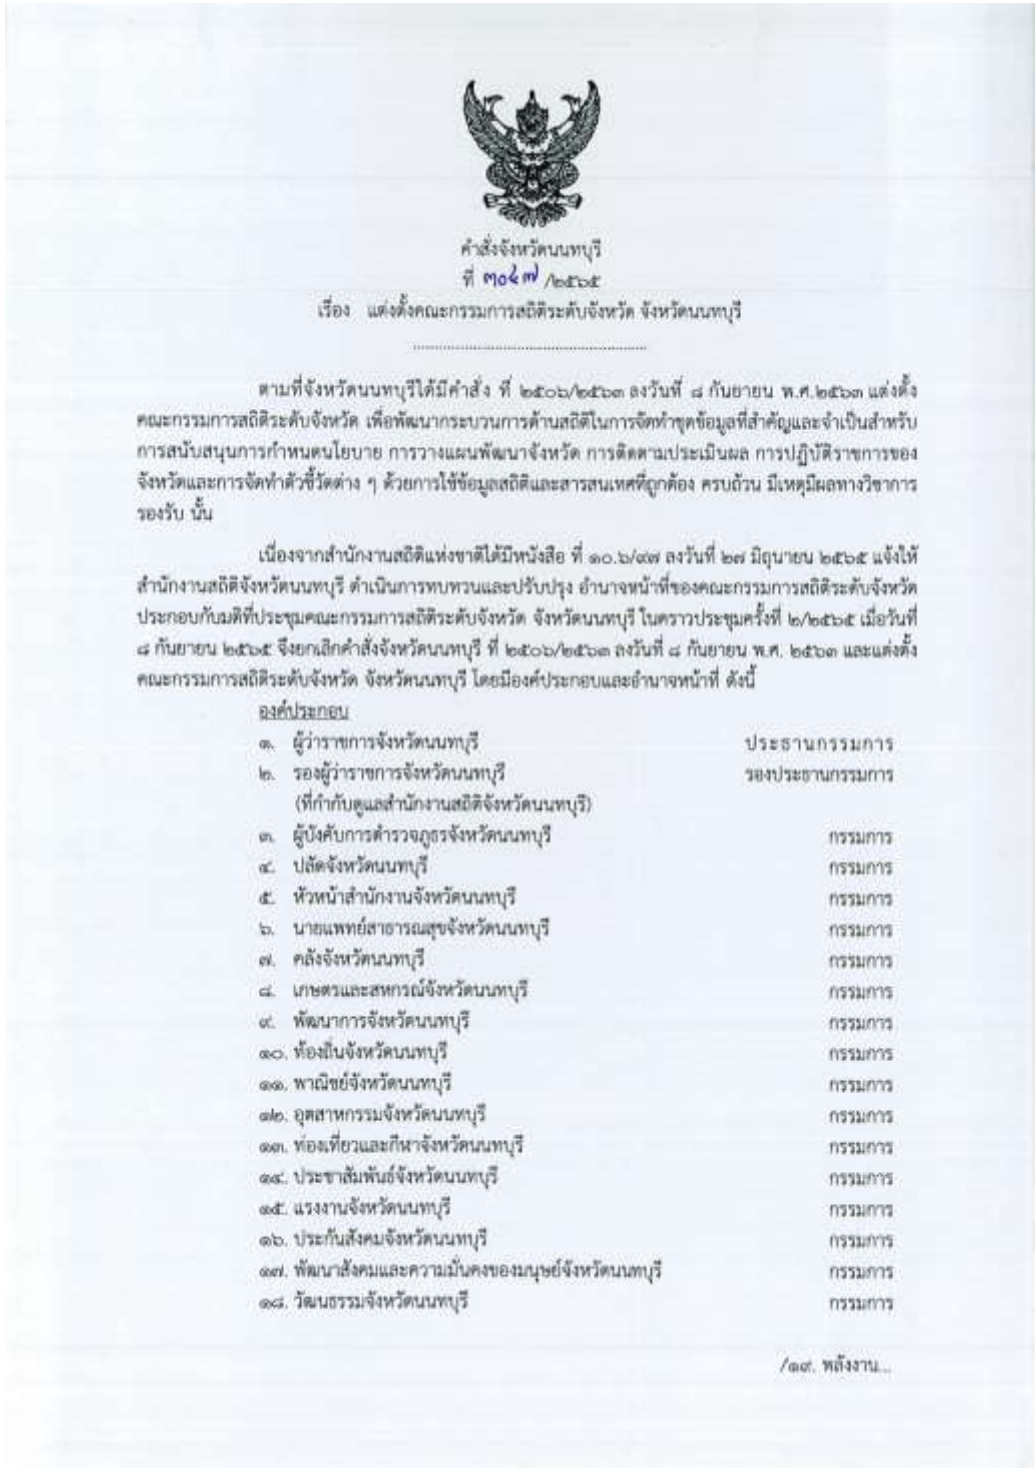 คำสั่งจังหวัดนนทบุรี
ที่ ๓๐๔๗ /๒๕๖๕
เรื่อง แต่งตั้งคณะกรรมการสถิติระดับจังหวัด จังหวัดนนทบุรี
ตามที่จังหวัดนนทบุรีได้มีคำสั่ง ที่ ๒๕๐๖/๒๕๖๓ ลงวันที่ ๘ กันยายน พ.ศ.๒๕๖๓ แต่งตั้ง
คณะกรรมการสถิติระดับจังหวัด เพื่อพัฒนากระบวนการด้านสถิติในการจัดทำชุดข้อมูลที่สำคัญและจำเป็นสำหรับ
การสนับสนุนการกำหนดนโยบาย การวางแผนพัฒนาจังหวัด การติดตามประเมินผล การปฏิบัติราชการของ
จังหวัดและการจัดทำตัวชี้วัดต่าง ๆ ด้วยการใช้ข้อมูลสถิติและสารสนเทศที่ถูกต้อง ครบถ้วน มีเหตุมีผลทางวิชาการ
รองรับ นั้น
เนื่องจากสำนักงานสถิติแห่งชาติได้มีหนังสือ ที่ ๑๐.๖/๙๗ ลงวันที่ ๒๗ มิถุนายน ๒๕๖๕ แจ้งให้
สำนักงานสถิติจังหวัดนนทบุรี ดำเนินการทบทวนและปรับปรุง อำนาจหน้าที่ของคณะกรรมการสถิติระดับจังหวัด
ประกอบกับมติที่ประชุมคณะกรรมการสถิติระดับจังหวัด จังหวัดนนทบุรี ในคราวประชุมครั้งที่ ๒/๒๕๖๕ เมื่อวันที่
๘ กันยายน ๒๕๖๕ จึงยกเลิกคำสั่งจังหวัดนนทบุรี ที่ ๒๕๐๖/๒๕๖๓ ลงวันที่ ๘ กันยายน พ.ศ. ๒๕๖๓ และแต่งตั้ง
คณะกรรมการสถิติระดับจังหวัด จังหวัดนนทบุรี โดยมีองค์ประกอบและอำนาจหน้าที่ ดังนี้
องค์ประกอบ
๑. ผู้ว่าราชการจังหวัดนนทบุรี ประธานกรรมการ
๒. รองผู้ว่าราชการจังหวัดนนทบุรี รองประธานกรรมการ
(ที่กำกับดูแลสำนักงานสถิติจังหวัดนนทบุรี)
๓. ผู้บังคับการตำรวจภูธรจังหวัดนนทบุรี กรรมการ
๔. ปลัดจังหวัดนนทบุรี กรรมการ
๕. หัวหน้าสำนักงานจังหวัดนนทบุรี กรรมการ
๖. นายแพทย์สาธารณสุขจังหวัดนนทบุรี กรรมการ
๗. คลังจังหวัดนนทบุรี กรรมการ
๘. เกษตรและสหกรณ์จังหวัดนนทบุรี กรรมการ
๙. พัฒนาการจังหวัดนนทบุรี กรรมการ
๑๐. ท้องถิ่นจังหวัดนนทบุรี กรรมการ
๑๑. พาณิชย์จังหวัดนนทบุรี กรรมการ
๑๒. อุตสาหกรรมจังหวัดนนทบุรี กรรมการ
๑๓. ท่องเที่ยวและกีฬาจังหวัดนนทบุรี กรรมการ
๑๔. ประชาสัมพันธ์จังหวัดนนทบุรี กรรมการ
๑๕. แรงงานจังหวัดนนทบุรี กรรมการ
๑๖. ประกันสังคมจังหวัดนนทบุรี กรรมการ
๑๗. พัฒนาสังคมและความมั่นคงของมนุษย์จังหวัดนนทบุรี กรรมการ
๑๘. วัฒนธรรมจังหวัดนนทบุรี กรรมการ
/๑๙. พลังงาน...